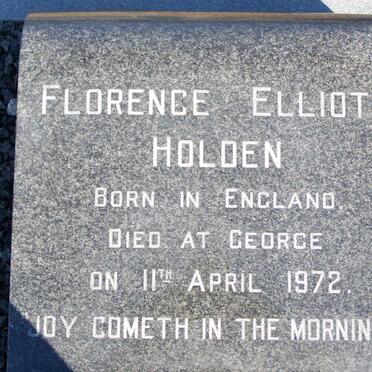 FLORENCE ELLIOT
HOLDEN
BORN IN ENGLAND.
DIED AT GEORGE
ON 11TH APRIL 1972.
JOY COMETH IN THE MORNIN